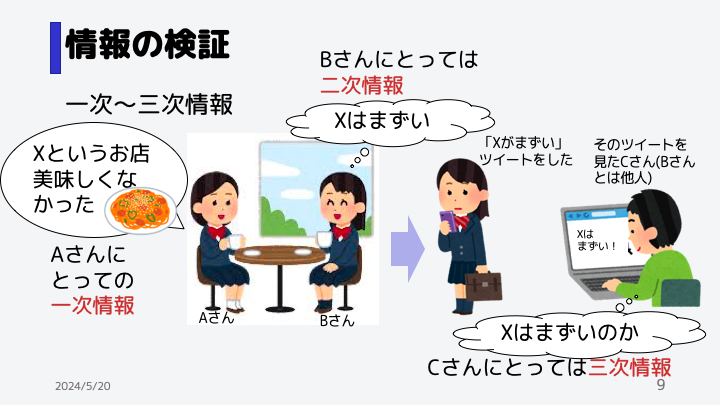 情報の検証
一次〜三次情報
Xというお店
美味しくな
かった
Aさんに
とっての
一次情報
Bさんにとっては
二次情報
Xはまずい
Aさん
Bさん
「Xがまずい」
ツイートをした
そのツイートを
見たCさん(Bさん
とは他人)
Xは
まずい！
Xはまずいのか
Cさんにとっては三次情報
2024/5/20
9